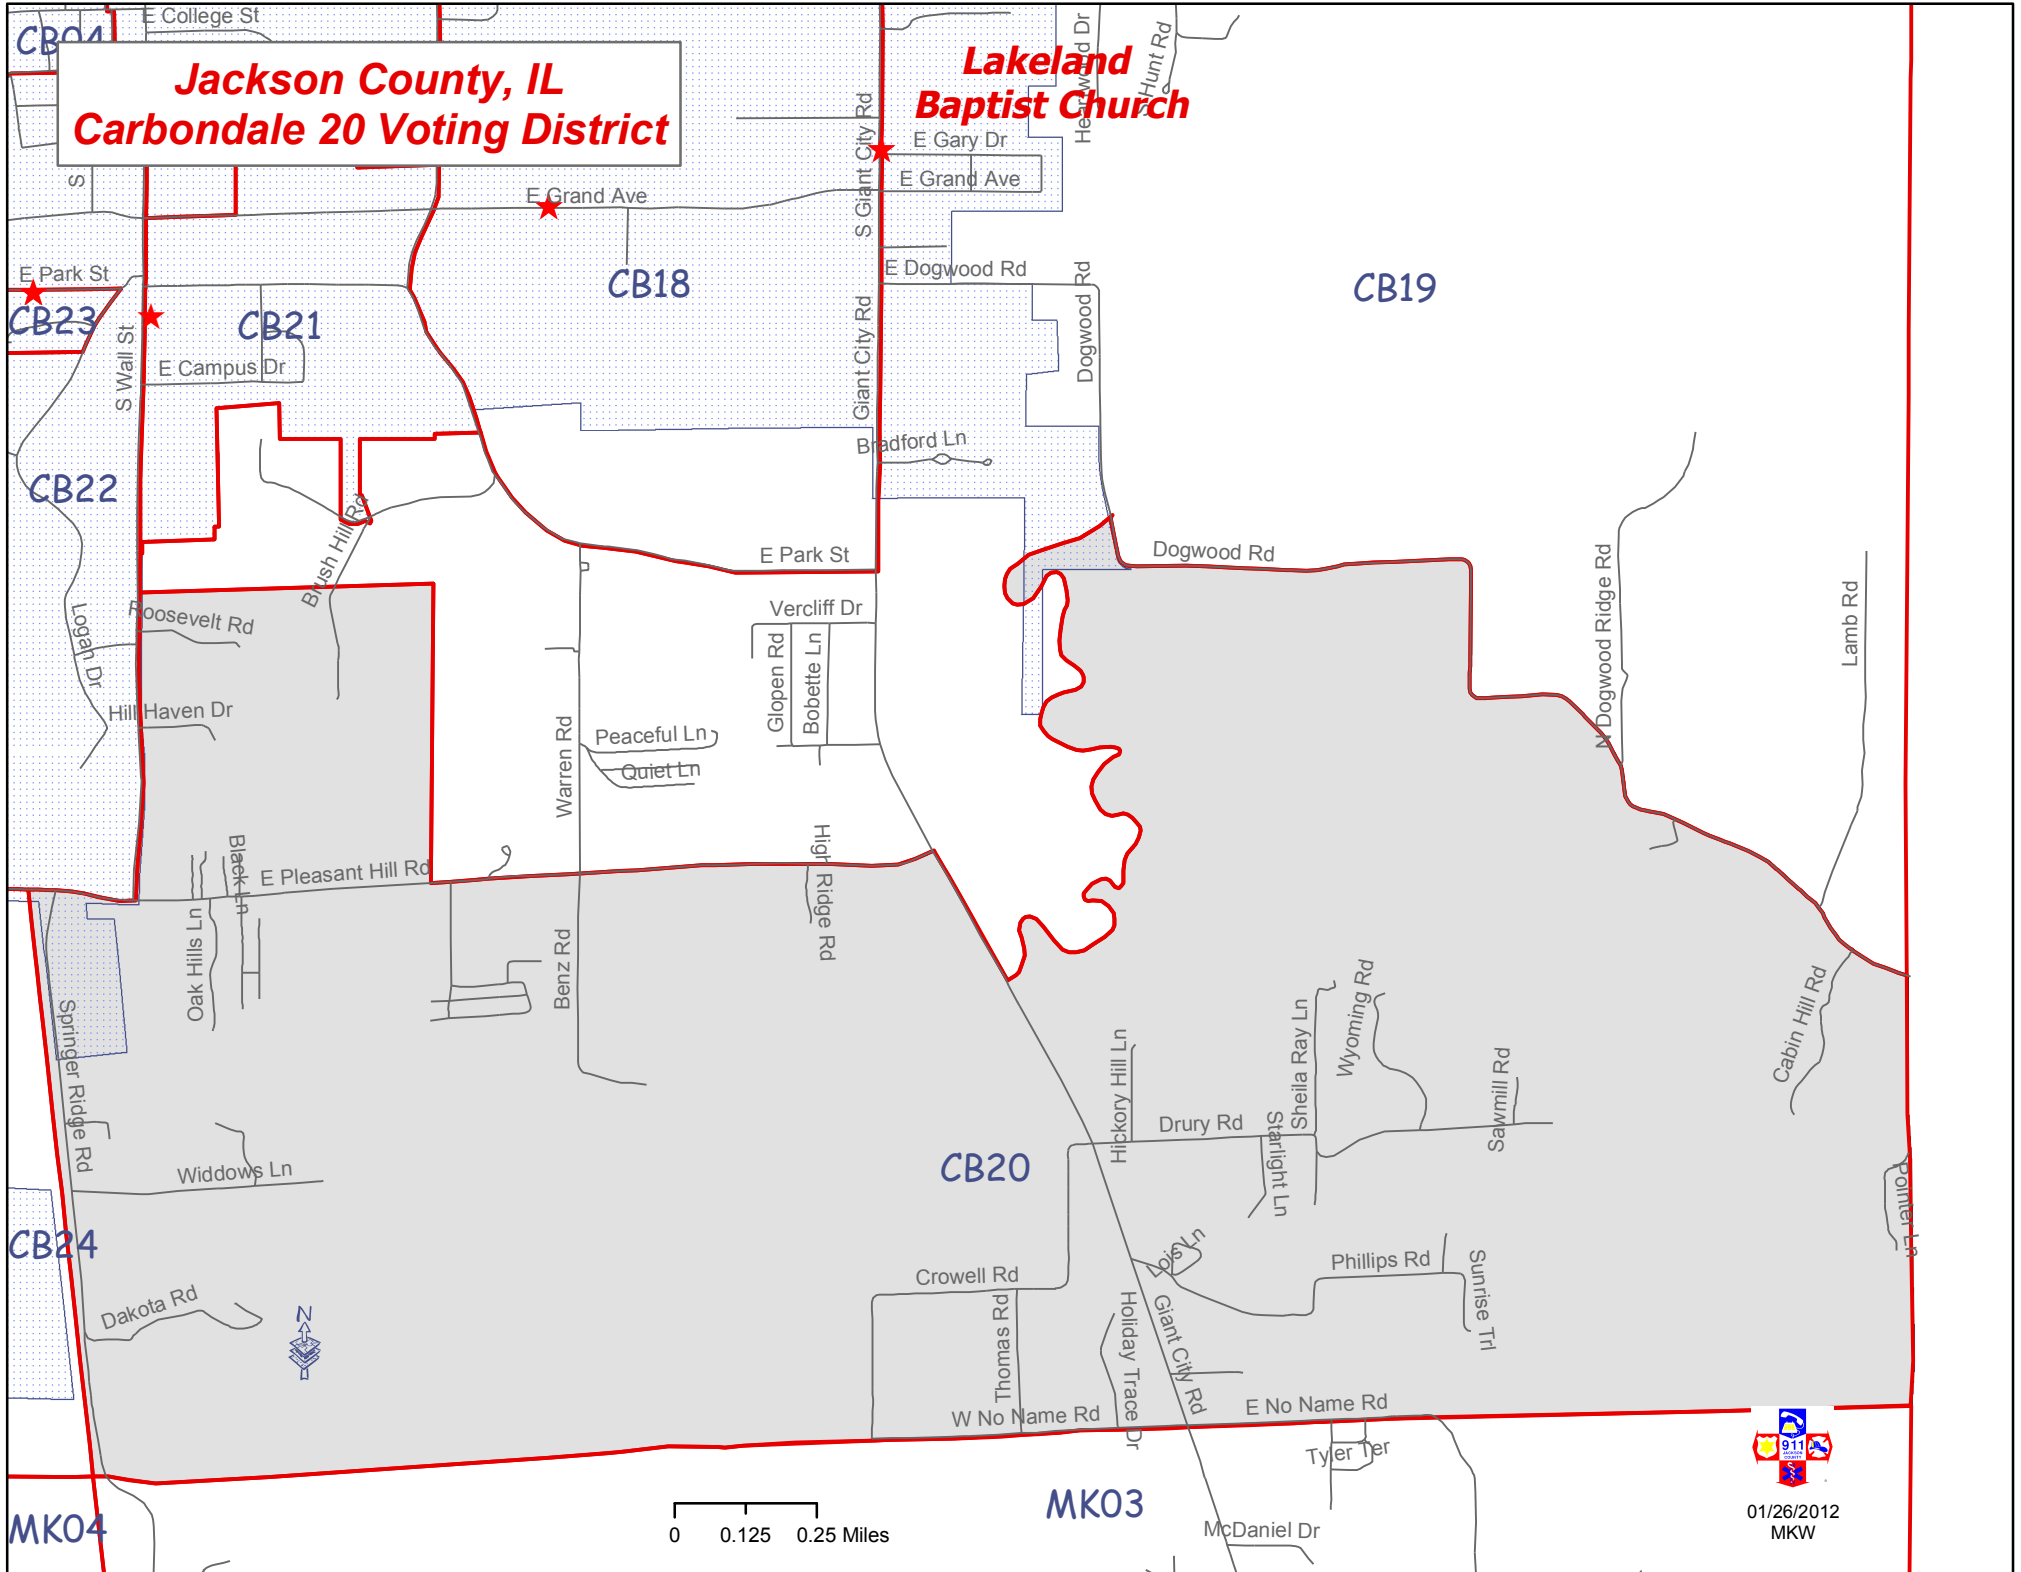 E College St
CB04
Jackson County, IL
Carbondale 20 Voting District
Lakeland
Baptist Church
Heartwood Dr
S Hunt Rd
S Giant City Rd
E Gary Dr
E Grand Ave
S
E Grand Ave
E Park St
CB23
CB21
CB18
E Dogwood Rd
Dogwood Rd
CB19
S Wall St
E Campus Dr
Giant City Rd
Bradford Ln
CB22
Brush Hill Rd
E Park St
Dogwood Rd
N Dogwood Ridge Rd
Lamb Rd
Logan Dr
Roosevelt Rd
Vercliff Dr
Glopen Rd
Bobette Ln
Hill Haven Dr
Warren Rd
Peaceful Ln
Quiet Ln
Black Ln
E Pleasant Hill Rd
High Ridge Rd
Oak Hills Ln
Benz Rd
Springer Ridge Rd
Hickory Hill Ln
Sheila Ray Ln
Wyoming Rd
Sawmill Rd
Cabin Hill Rd
Drury Rd
Starlight Ln
CB20
Widdows Ln
Pointer Ln
CB24
Lois Ln
Phillips Rd
Sunrise Trl
Crowell Rd
Dakota Rd
N
Thomas Rd
Holiday Trace Dr
Giant City Rd
W No Name Rd
E No Name Rd
Tyler Ter
911
JACKSON
COUNTY
MK04
MK03
McDaniel Dr
0 0.125 0.25 Miles
01/26/2012
MKW